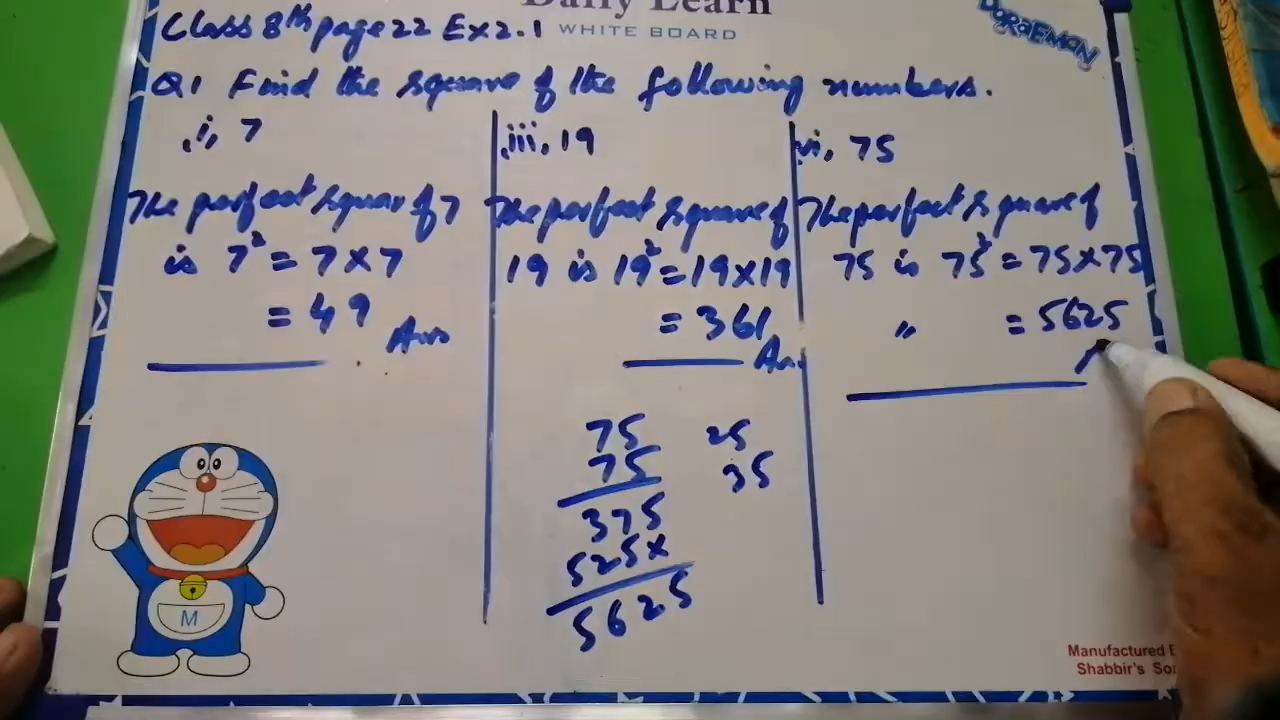 Daily Learn
WHITE BOARD
DORAEMON
Class 8th page 22 Ex 2.1
Q1 Find the square of the following numbers.
i, 7
The perfect squar of 7
is 7² = 7×7
= 49 Ans
iii, 19
The perfect square of
19 is 19² = 19×19
= 361
An.
75
75
375
525×
5625
25
35
vi, 75
The perfect square of
75 is 75² = 75×75
" = 5625
M
Manufactured
Shabbir's